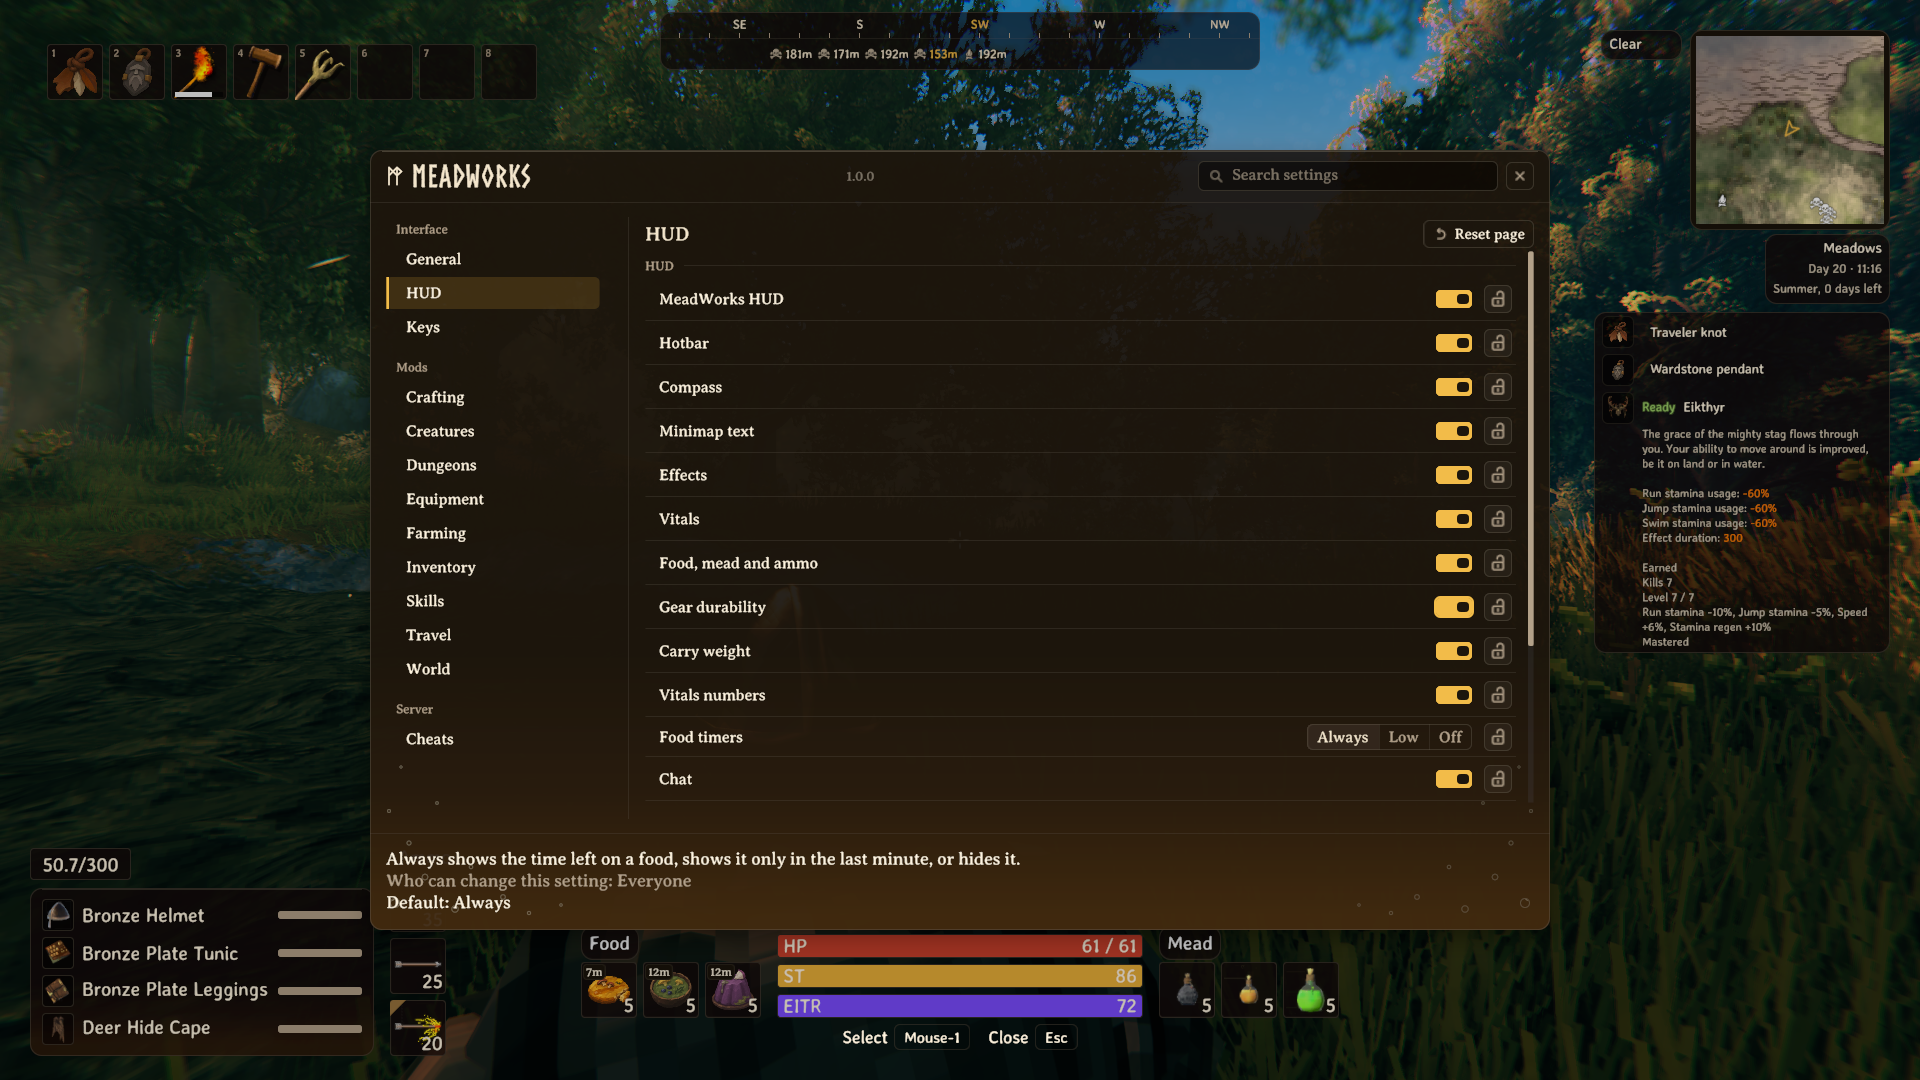 SE S SW W NW
181m 171m 192m 153m 192m
1 2 3 4 5 6 7 8
Clear
Meadows
Day 20 · 11:16
Summer, 0 days left
Traveler knot
Wardstone pendant
Ready Eikthyr
The grace of the mighty stag flows through
you. Your ability to move around is improved,
be it on land or in water.
Run stamina usage: -60%
Jump stamina usage: -60%
Swim stamina usage: -60%
Effect duration: 300
Earned
Kills 7
Level 7 / 7
Run stamina -10%, Jump stamina -5%, Speed
+6%, Stamina regen +10%
Mastered
MEADWORKS
1.0.0
Search settings
Interface
General
HUD
Keys
Mods
Crafting
Creatures
Dungeons
Equipment
Farming
Inventory
Skills
Travel
World
Server
Cheats
HUD
Reset page
HUD
MeadWorks HUD
Hotbar
Compass
Minimap text
Effects
Vitals
Food, mead and ammo
Gear durability
Carry weight
Vitals numbers
Food timers Always Low Off
Chat
Always shows the time left on a food, shows it only in the last minute, or hides it.
Who can change this setting: Everyone
Default: Always
50.7/300
Bronze Helmet
Bronze Plate Tunic
Bronze Plate Leggings
Deer Hide Cape
35
25
20
Food
7m 5
12m 5
12m 5
HP 61 / 61
ST 86
EITR 72
Mead
5 5 5
Select Mouse-1 Close Esc